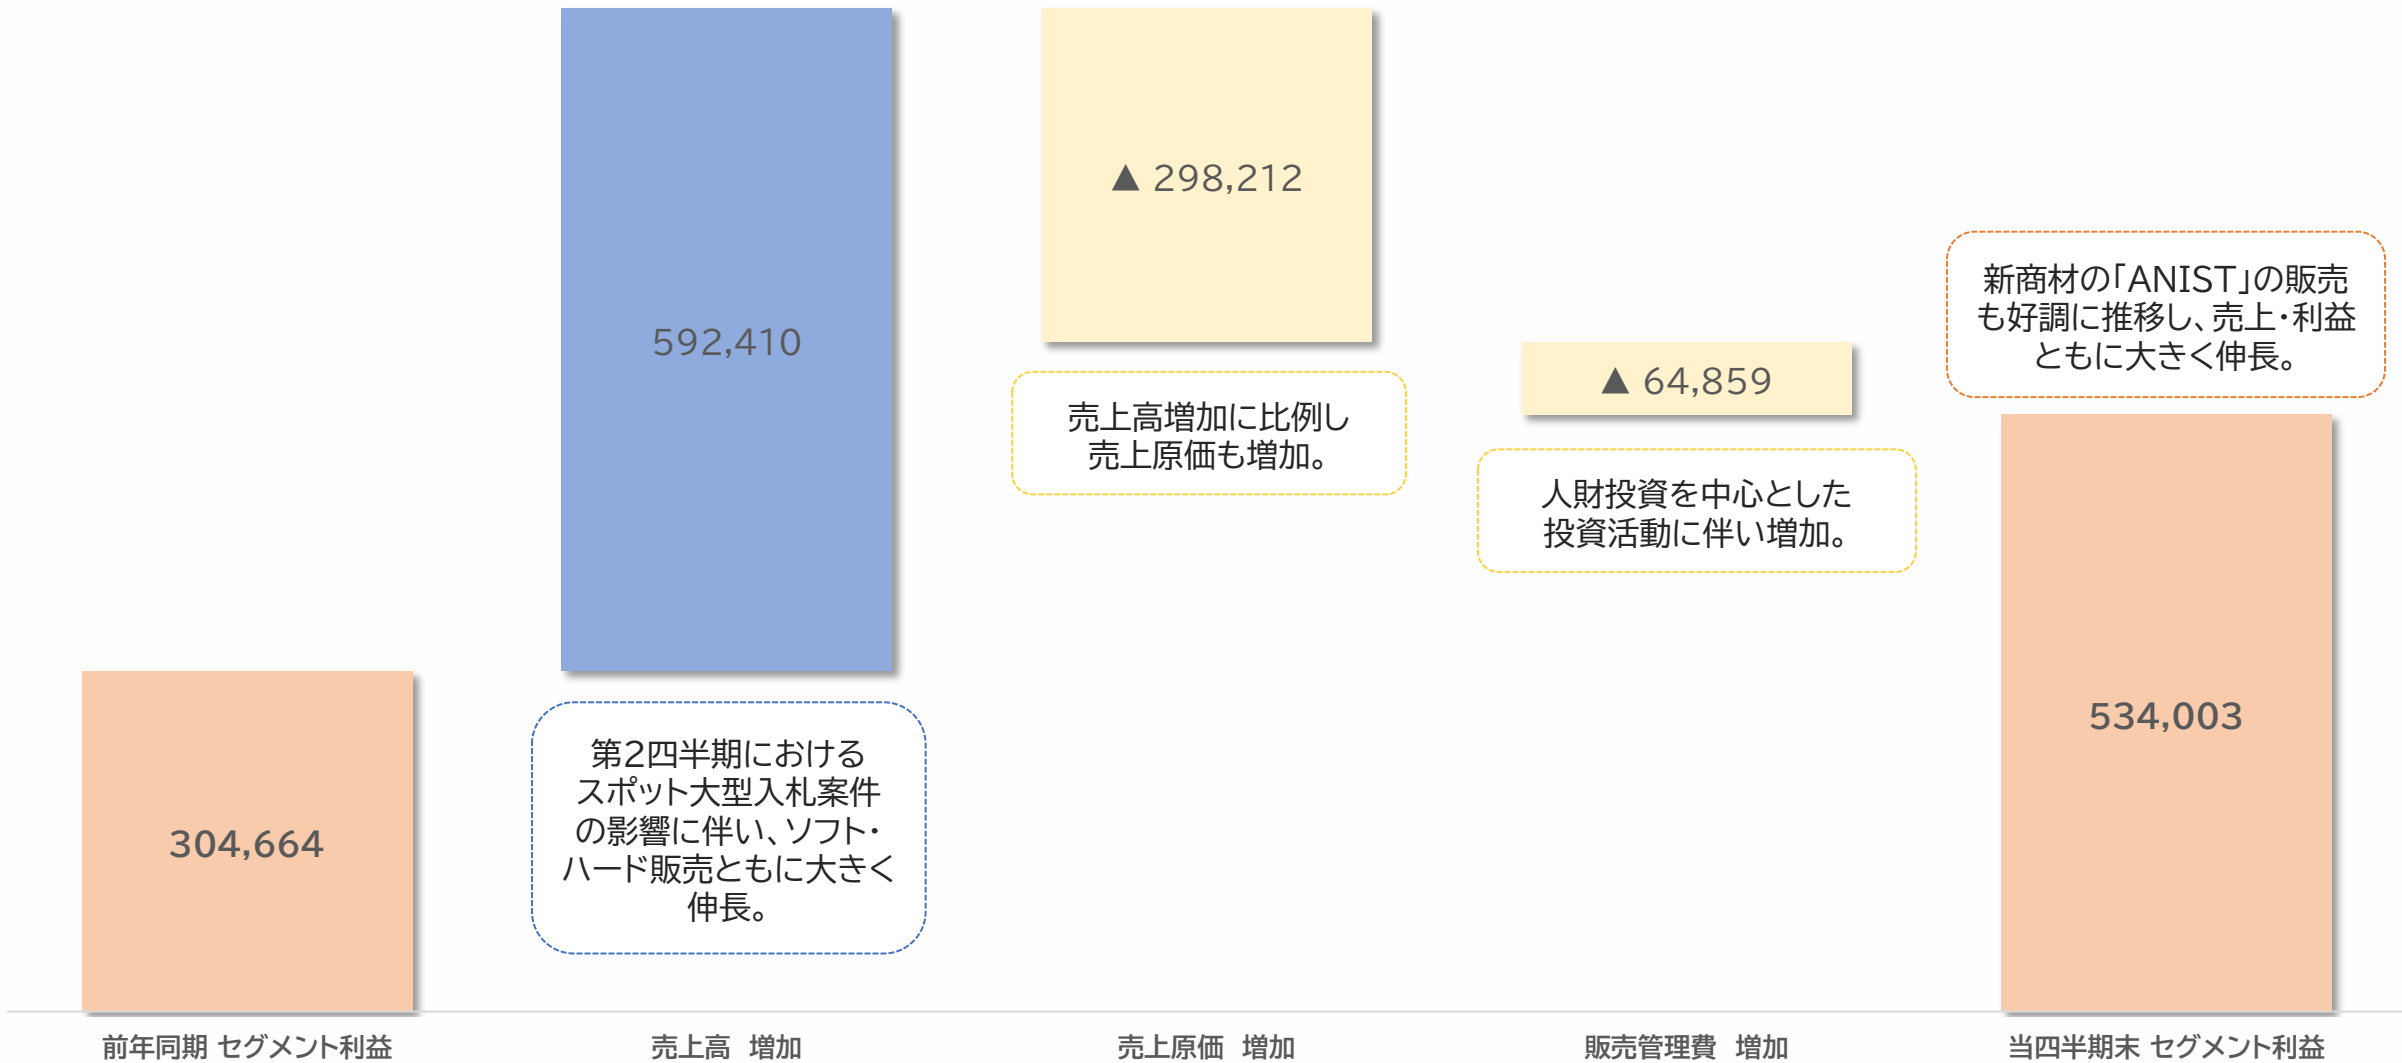 592,410
▲ 298,212
▲ 64,859
304,664
534,003
第2四半期における
スポット大型入札案件
の影響に伴い、ソフト・
ハード販売ともに大きく
伸長。
売上高増加に比例し
売上原価も増加。
人財投資を中心とした
投資活動に伴い増加。
新商材の「ANIST」の販売
も好調に推移し、売上・利益
ともに大きく伸長。
前年同期 セグメント利益
売上高 増加
売上原価 増加
販売管理費 増加
当四半期末 セグメント利益